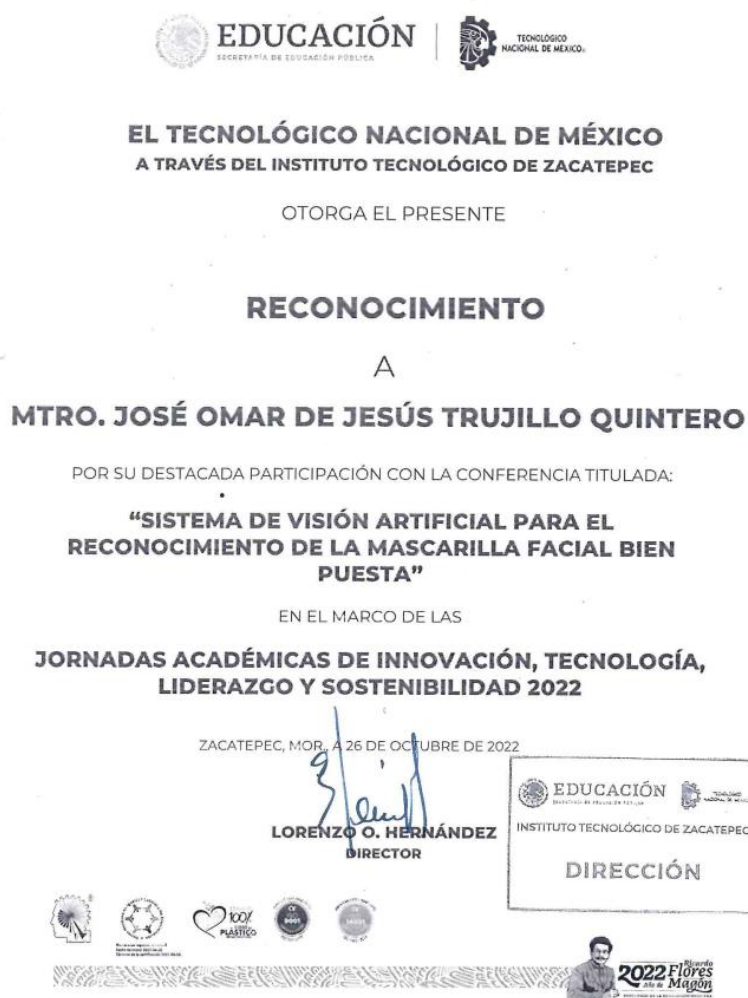 EDUCACIÓN
SECRETARÍA DE EDUCACIÓN PÚBLICA
TECNOLÓGICO
NACIONAL DE MÉXICO
EL TECNOLÓGICO NACIONAL DE MÉXICO
A TRAVÉS DEL INSTITUTO TECNOLÓGICO DE ZACATEPEC
OTORGA EL PRESENTE
RECONOCIMIENTO
A
MTRO. JOSÉ OMAR DE JESÚS TRUJILLO QUINTERO
POR SU DESTACADA PARTICIPACIÓN CON LA CONFERENCIA TITULADA:
“SISTEMA DE VISIÓN ARTIFICIAL PARA EL
RECONOCIMIENTO DE LA MASCARILLA FACIAL BIEN
PUESTA”
EN EL MARCO DE LAS
JORNADAS ACADÉMICAS DE INNOVACIÓN, TECNOLOGÍA,
LIDERAZGO Y SOSTENIBILIDAD 2022
ZACATEPEC, MOR., A 26 DE OCTUBRE DE 2022
LORENZO O. HERNÁNDEZ
DIRECTOR
EDUCACIÓN
INSTITUTO TECNOLÓGICO DE ZACATEPEC
DIRECCIÓN
100%
PLÁSTICO
9001
2022 Ricardo Flores
Año de Magón